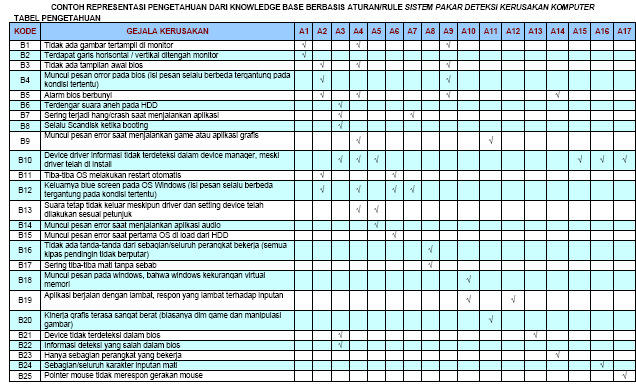 CONTOH REPRESENTASI PENGETAHUAN DARI KNOWLEDGE BASE BERBASIS ATURAN/RULE SISTEM PAKAR DETEKSI KERUSAKAN KOMPUTER
TABEL PENGETAHUAN
KODE GEJALA KERUSAKAN A1 A2 A3 A4 A5 A6 A7 A8 A9 A10 A11 A12 A13 A14 A15 A16 A17
B1 Tidak ada gambar tertampil di monitor √ √ √
B2 Terdapat garis horisontal / vertikal ditengah monitor √
B3 Tidak ada tampilan awal bios √ √ √
B4 Muncul pesan error pada bios (isi pesan selalu berbeda tergantung pada
kondisi tertentu) √ √
B5 Alarm bios berbunyi √ √ √ √
B6 Terdengar suara aneh pada HDD √
B7 Sering terjadi hang/crash saat menjalankan aplikasi √ √
B8 Selalu Scandisk ketika booting √
B9 Muncul pesan error saat menjalankan game atau aplikasi grafis √ √
B10 Device driver informasi tidak terdeteksi dalam device manager, meski
driver telah di install √ √ √ √ √ √
B11 Tiba-tiba OS melakukan restart otomatis √ √
B12 Keluarnya blue screen pada OS Windows (isi pesan selalu berbeda
tergantung pada kondisi tertentu) √ √ √ √
B13 Suara tetap tidak keluar meskipun driver dan setting device telah
dilakukan sesuai petunjuk √ √
B14 Muncul pesan error saat menjalankan aplikasi audio √
B15 Muncul pesan error saat pertama OS di load dari HDD √
B16 Tidak ada tanda-tanda dari sebagian/seluruh perangkat bekerja (semua
kipas pendingin tidak berputar) √
B17 Sering tiba-tiba mati tanpa sebab √
B18 Muncul pesan pada windows, bahwa windows kekurangan virtual
memori √
B19 Aplikasi berjalan dengan lambat, respon yang lambat terhadap inputan √ √
B20 Kinerja grafis terasa sangat berat (biasanya dlm game dan manipulasi
gambar) √
B21 Device tidak terdeteksi dalam bios √ √
B22 Informasi deteksi yang salah dalam bios √
B23 Hanya sebagian perangkat yang bekerja √
B24 Sebagian/seluruh karakter inputan mati √
B25 Pointer mouse tidak merespon gerakan mouse √